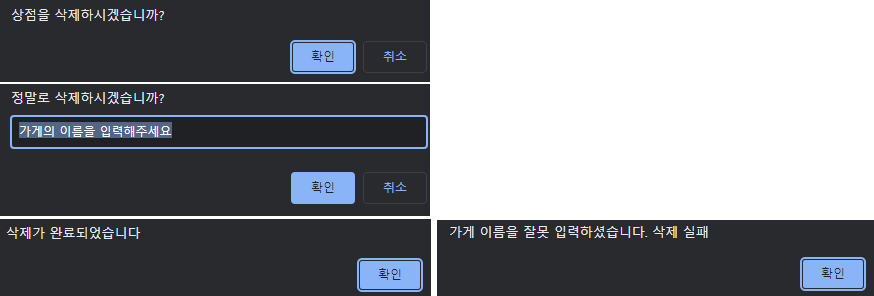 상점을 삭제하시겠습니까?
확인 취소
정말로 삭제하시겠습니까?
가게의 이름을 입력해주세요
확인 취소
삭제가 완료되었습니다
확인
가게 이름을 잘못 입력하셨습니다. 삭제 실패
확인